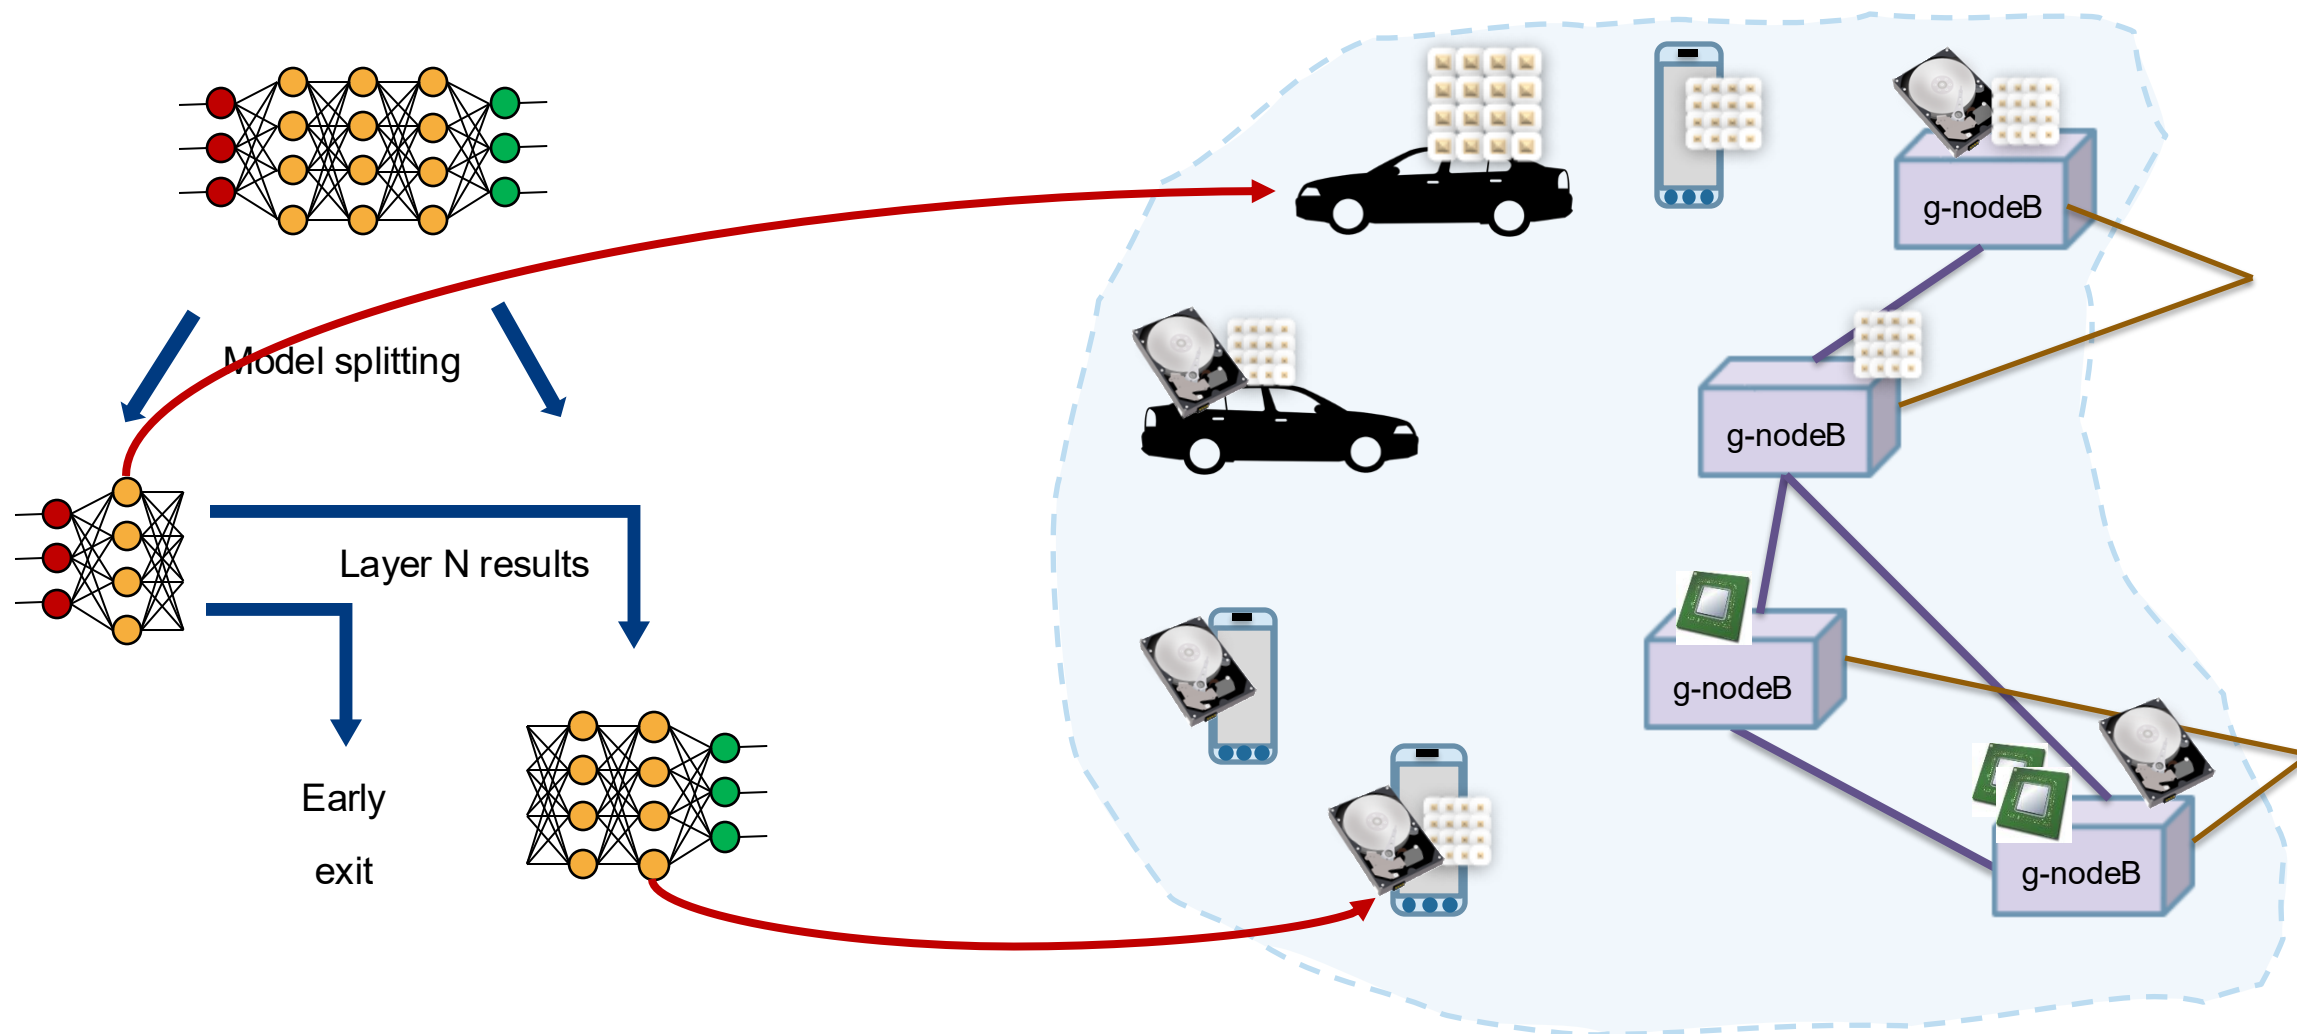 Model splitting
Layer N results
Early
exit
g-nodeB
g-nodeB
g-nodeB
g-nodeB